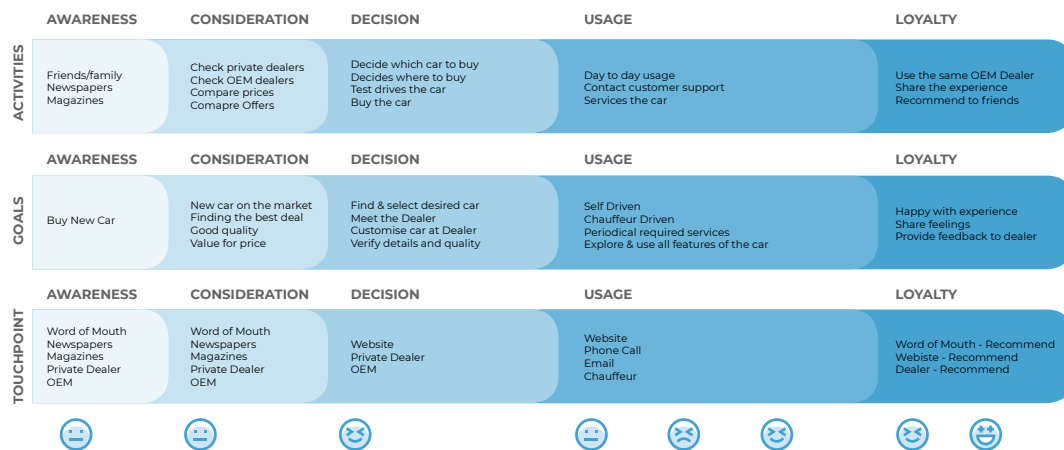 AWARENESS
CONSIDERATION
DECISION
USAGE
LOYALTY
ACTIVITIES
Friends/family
Newspapers
Magazines
Check private dealers
Check OEM dealers
Compare prices
Comapre Offers
Decide which car to buy
Decides where to buy
Test drives the car
Buy the car
Day to day usage
Contact customer support
Services the car
Use the same OEM Dealer
Share the experience
Recommend to friends
AWARENESS
CONSIDERATION
DECISION
USAGE
LOYALTY
GOALS
Buy New Car
New car on the market
Finding the best deal
Good quality
Value for price
Find & select desired car
Meet the Dealer
Customise car at Dealer
Verify details and quality
Self Driven
Chauffeur Driven
Periodical required services
Explore & use all features of the car
Happy with experience
Share feelings
Provide feedback to dealer
AWARENESS
CONSIDERATION
DECISION
USAGE
LOYALTY
TOUCHPOINT
Word of Mouth
Newspapers
Magazines
Private Dealer
OEM
Word of Mouth
Newspapers
Magazines
Private Dealer
OEM
Website
Private Dealer
OEM
Website
Phone Call
Email
Chauffeur
Word of Mouth - Recommend
Webiste - Recommend
Dealer - Recommend